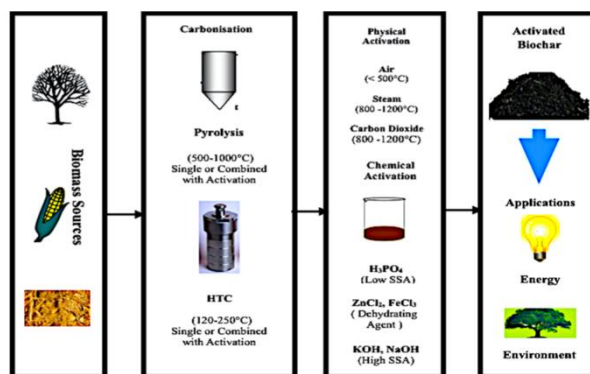 Biomass Sources
Carbonisation
Pyrolysis
(500-1000°C)
Single or Combined
with Activation
HTC
(120-250°C)
Single or Combined
with Activation
Physical
Activation
Air
(< 500°C)
Steam
(800 -1200°C)
Carbon Dioxide
(800 -1200°C)
Chemical
Activation
H₃PO₄
(Low SSA)
ZnCl₂, FeCl₃
( Dehydrating
Agent )
KOH, NaOH
(High SSA)
Activated
Biochar
Applications
Energy
Environment